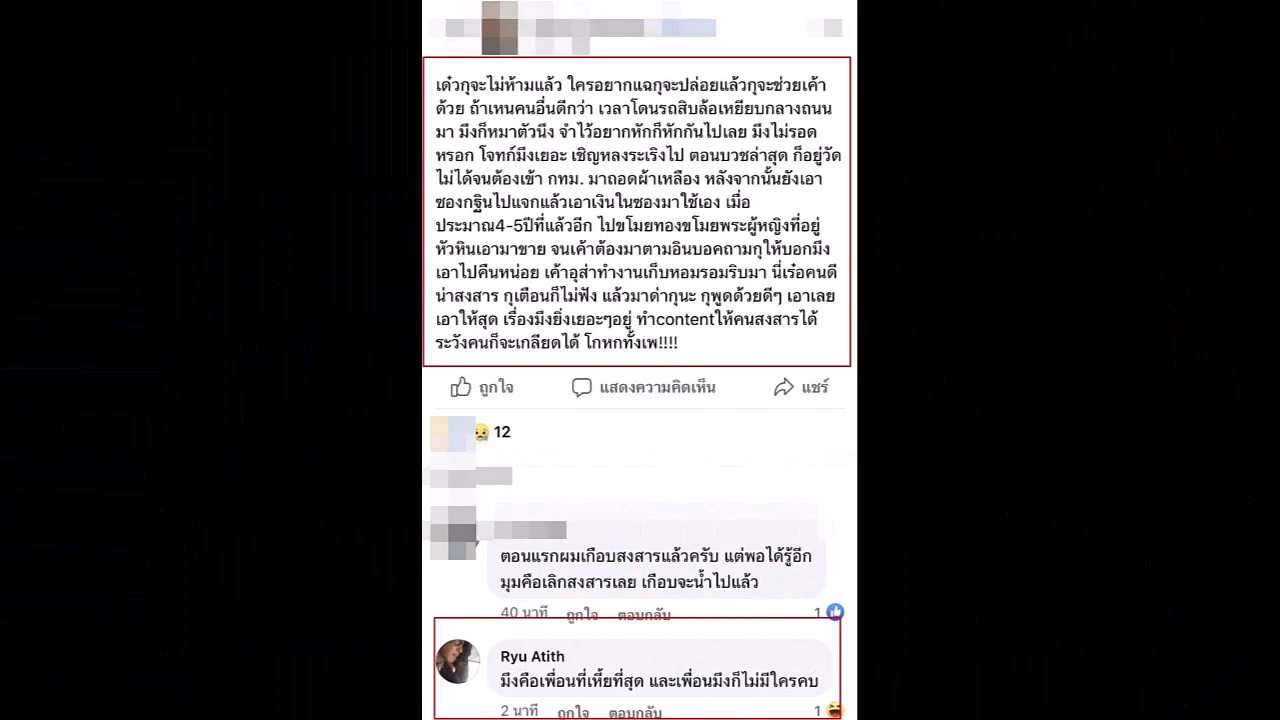 เด๋วกุจะไม่ห้ามแล้ว ใครอยากแฉกุจะปล่อยแล้วกุจะช่วยเค้า
ด้วย ถ้าเหนคนอื่นดีกว่า เวลาโดนรถสิบล้อเหยียบกลางถนน
มา มึงก็หมาตัวนึง จำไว้อยากหักก็หักกันไปเลย มึงไม่รอด
หรอก โจทก์มึงเยอะ เชิญหลงระเริงไป ตอนบวชล่าสุด ก็อยู่วัด
ไม่ได้จนต้องเข้า กทม. มาถอดผ้าเหลือง หลังจากนั้นยังเอา
ซองกฐินไปแจกแล้วเอาเงินในซองมาใช้เอง เมื่อ
ประมาณ4-5ปีที่แล้วอีก ไปขโมยทองขโมยพระผู้หญิงที่อยู่
หัวหินเอามาขาย จนเค้าต้องมาตามอินบอคถามกุให้บอกมึง
เอาไปคืนหน่อย เค้าอุส่าทำงานเก็บหอมรอมริบมา นี่เร๋อคนดี
น่าสงสาร กุเตือนก็ไม่ฟัง แล้วมาด่ากุนะ กุพูดด้วยดีๆ เอาเลย
เอาให้สุด เรื่องมึงยิ่งเยอะๆอยู่ ทำcontentให้คนสงสารได้
ระวังคนก็จะเกลียดได้ โกหกทั้งเพ!!!!
ถูกใจ แสดงความคิดเห็น แชร์
12
ตอนแรกผมเกือบสงสารแล้วครับ แต่พอได้รู้อีก
มุมคือเลิกสงสารเลย เกือบจะน้ำไปแล้ว
40 นาที ถูกใจ ตอบกลับ 1
Ryu Atith
มึงคือเพื่อนที่เหี้ยที่สุด และเพื่อนมึงก็ไม่มีใครคบ
2 นาที ถูกใจ ตอบกลับ 1